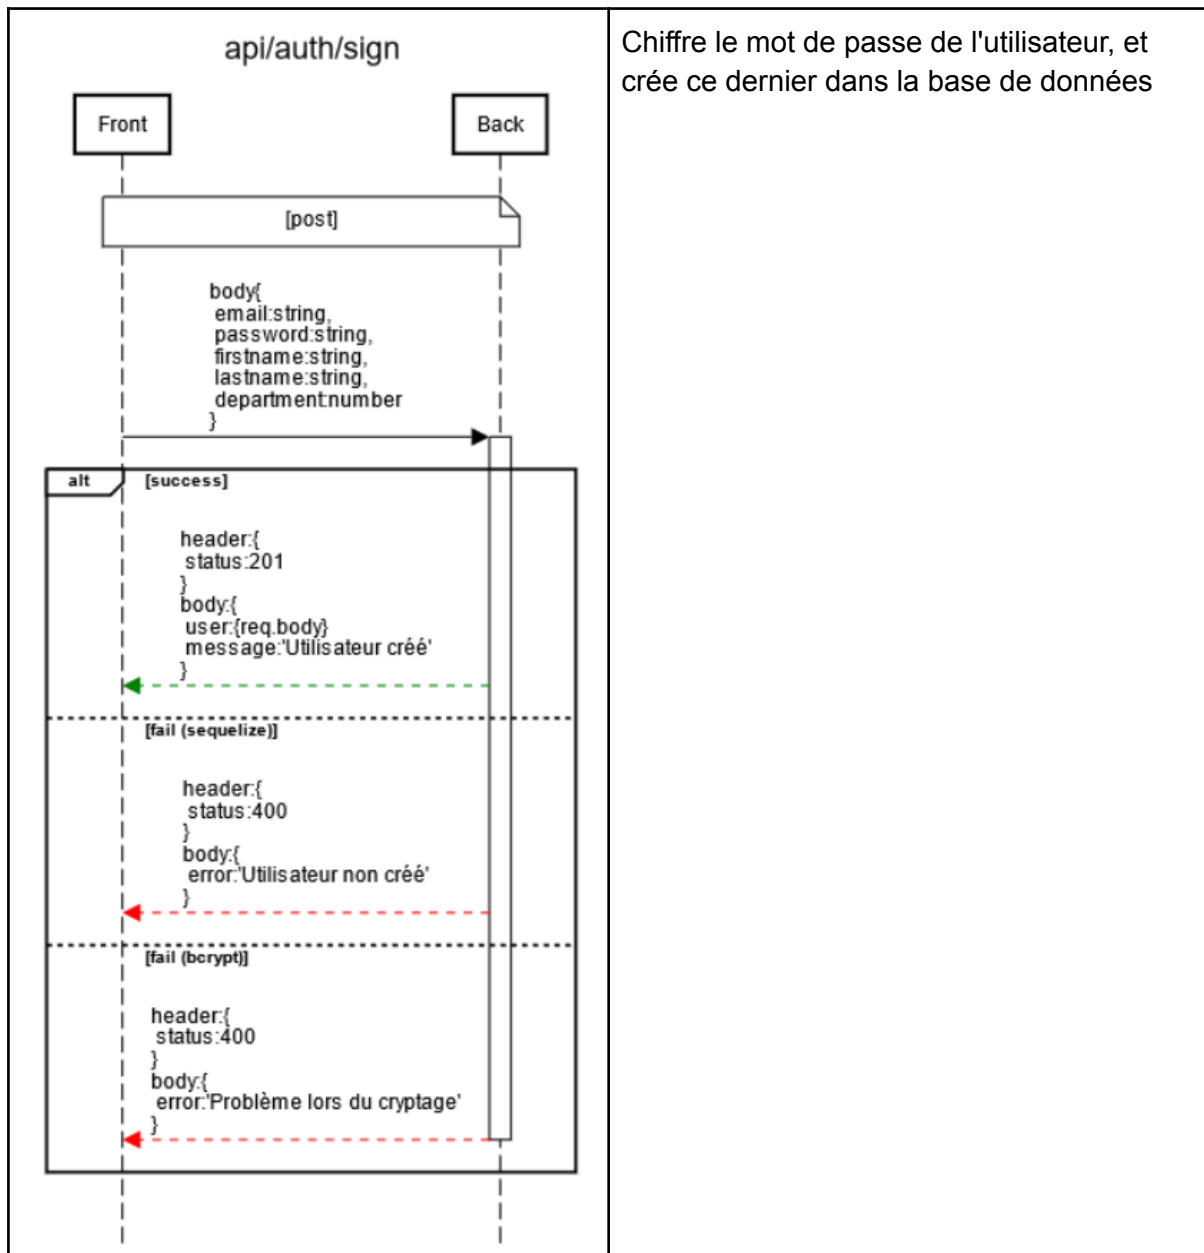 api/auth/sign
Front
Back
[post]
body{
email:string,
password:string,
firstname:string,
lastname:string,
department:number
}
alt
[success]
header:{
status:201
}
body:{
user:{req.body}
message:'Utilisateur créé'
}
[fail (sequelize)]
header:{
status:400
}
body:{
error:'Utilisateur non créé'
}
[fail (bcrypt)]
header:{
status:400
}
body:{
error:'Problème lors du cryptage'
}
Chiffre le mot de passe de l'utilisateur, et
crée ce dernier dans la base de données